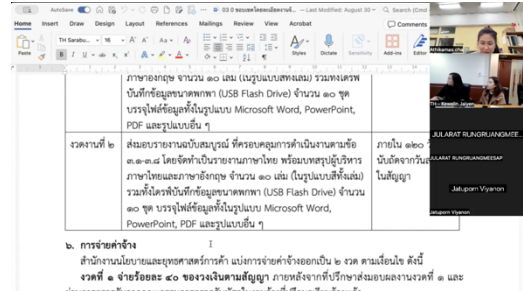 AutoSave
03 0 ขอบเขตโดยละเอียดงานจ้... — Last Modified: August 30
Search (Cmd
Home Insert Draw Design Layout References Mailings Review View Acrobat
Comments
Paste
TH Sarabu...
16
Styles
Dictate
Sensitivity
Add-ins
Editor
ภาษาอังกฤษ จำนวน ๑๐ เล่ม (ในรูปแบบสีทั้งเล่ม) รวมทั้งไดรฟ์
บันทึกข้อมูลขนาดพกพา (USB Flash Drive) จำนวน ๑๐ ชุด
บรรจุไฟล์ข้อมูลทั้งในรูปแบบ Microsoft Word, PowerPoint,
PDF และรูปแบบอื่น ๆ
งวดงานที่ ๒
ส่งมอบรายงานฉบับสมบูรณ์ ที่ครอบคลุมการดำเนินงานตามข้อ
๓.๑-๓.๘ โดยจัดทำเป็นรายงานภาษาไทย พร้อมบทสรุปผู้บริหาร
ภาษาไทยและภาษาอังกฤษ จำนวน ๑๐ เล่ม (ในรูปแบบสีทั้งเล่ม)
รวมทั้งไดรฟ์บันทึกข้อมูลขนาดพกพา (USB Flash Drive) จำนวน
๑๐ ชุด บรรจุไฟล์ข้อมูลทั้งในรูปแบบ Microsoft Word,
PowerPoint, PDF และรูปแบบอื่น ๆ
ภายใน ๑๒๐ วั
นับถัดจากวัน
ในสัญญา
๖. การจ่ายค่าจ้าง
สำนักงานนโยบายและยุทธศาสตร์การค้า แบ่งการจ่ายค่าจ้างออกเป็น ๒ งวด ตามเงื่อนไข ดังนี้
งวดที่ ๑ จ่ายร้อยละ ๔๐ ของวงเงินตามสัญญา ภายหลังจากที่ปรึกษาส่งมอบผลงานงวดที่ ๑ และ
JULARAT RUNGRUANGMEE...
JULARAT RUNGRUANGMEESAP
Jatuporn Viyanon
Jatuporn Viyanon